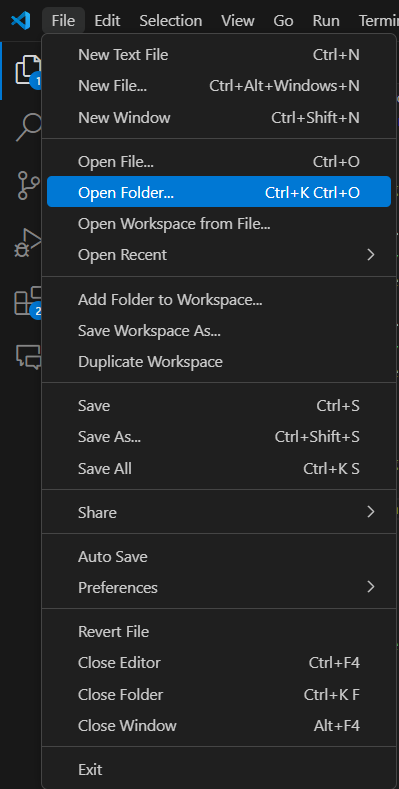 File Edit Selection View Go Run
New Text File Ctrl+N
New File... Ctrl+Alt+Windows+N
New Window Ctrl+Shift+N
Open File... Ctrl+O
Open Folder... Ctrl+K Ctrl+O
Open Workspace from File...
Open Recent
Add Folder to Workspace...
Save Workspace As...
Duplicate Workspace
Save Ctrl+S
Save As... Ctrl+Shift+S
Save All Ctrl+K S
Share
Auto Save
Preferences
Revert File
Close Editor Ctrl+F4
Close Folder Ctrl+K F
Close Window Alt+F4
Exit
1
2